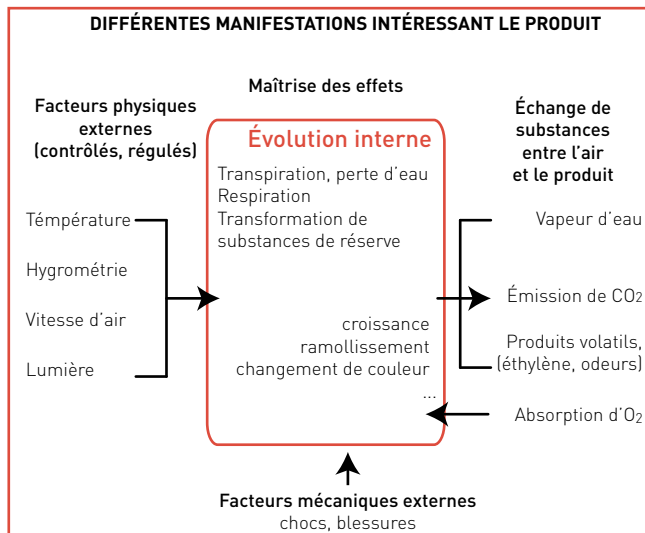 DIFFÉRENTES MANIFESTATIONS INTÉRESSANT LE PRODUIT
Maîtrise des effets
Facteurs physiques
externes
(contrôlés, régulés)
Témpérature
Hygrométrie
Vitesse d'air
Lumière
Évolution interne
Transpiration, perte d'eau
Respiration
Transformation de
substances de réserve
croissance
ramollissement
changement de couleur
...
Échange de
substances
entre l'air
et le produit
Vapeur d'eau
Émission de CO2
Produits volatils,
(éthylène, odeurs)
Absorption d'O2
Facteurs mécaniques externes
chocs, blessures